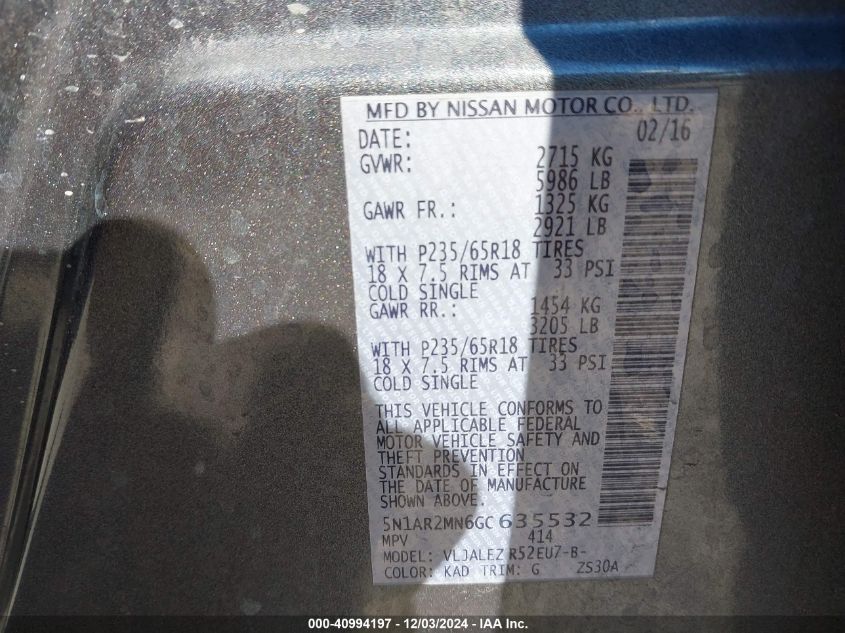 MFD BY NISSAN MOTOR CO., LTD.
DATE: 02/16
GVWR: 2715 KG
5986 LB
GAWR FR.: 1325 KG
2921 LB
WITH P235/65R18 TIRES
18 X 7.5 RIMS AT 33 PSI
COLD SINGLE
GAWR RR.: 1454 KG
3205 LB
WITH P235/65R18 TIRES
18 X 7.5 RIMS AT 33 PSI
COLD SINGLE
THIS VEHICLE CONFORMS TO
ALL APPLICABLE FEDERAL
MOTOR VEHICLE SAFETY AND
THEFT PREVENTION
STANDARDS IN EFFECT ON
THE DATE OF MANUFACTURE
SHOWN ABOVE.
5N1AR2MN6GC635532
MPV 414
MODEL: VLJALEZ R52EU7-B-
COLOR: KAD TRIM: G ZS30A
000-40994197 - 12/03/2024 - IAA Inc.